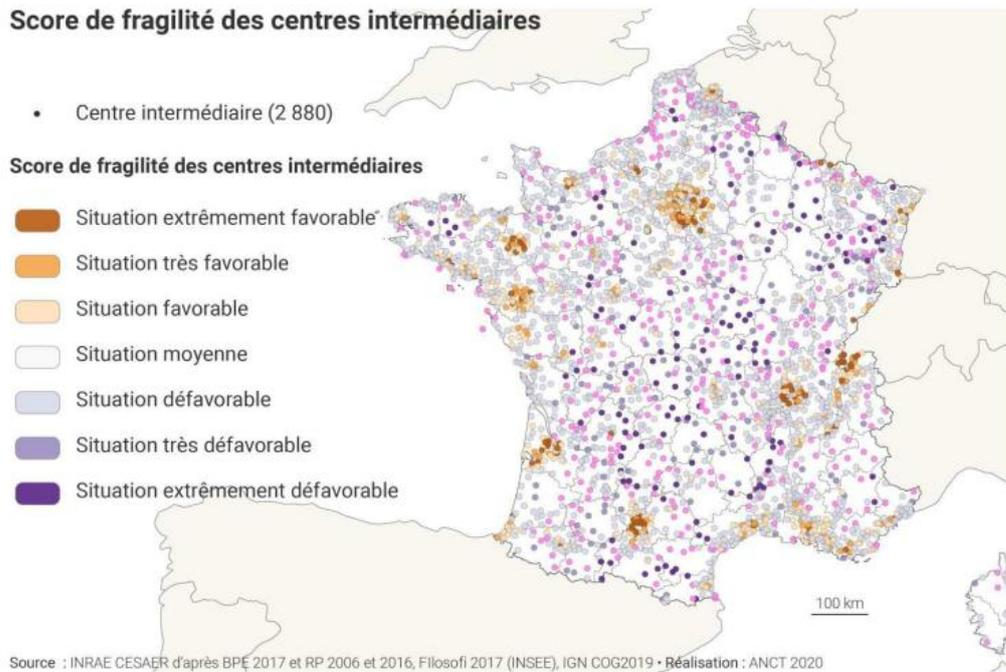 Score de fragilité des centres intermédiaires
Centre intermédiaire (2 880)
Score de fragilité des centres intermédiaires
Situation extrêmement favorable
Situation très favorable
Situation favorable
Situation moyenne
Situation défavorable
Situation très défavorable
Situation extrêmement défavorable
100 km
Source : INRAE CESAER d'après BPE 2017 et RP 2006 et 2016, FIlosofi 2017 (INSEE), IGN COG2019 • Réalisation : ANCT 2020